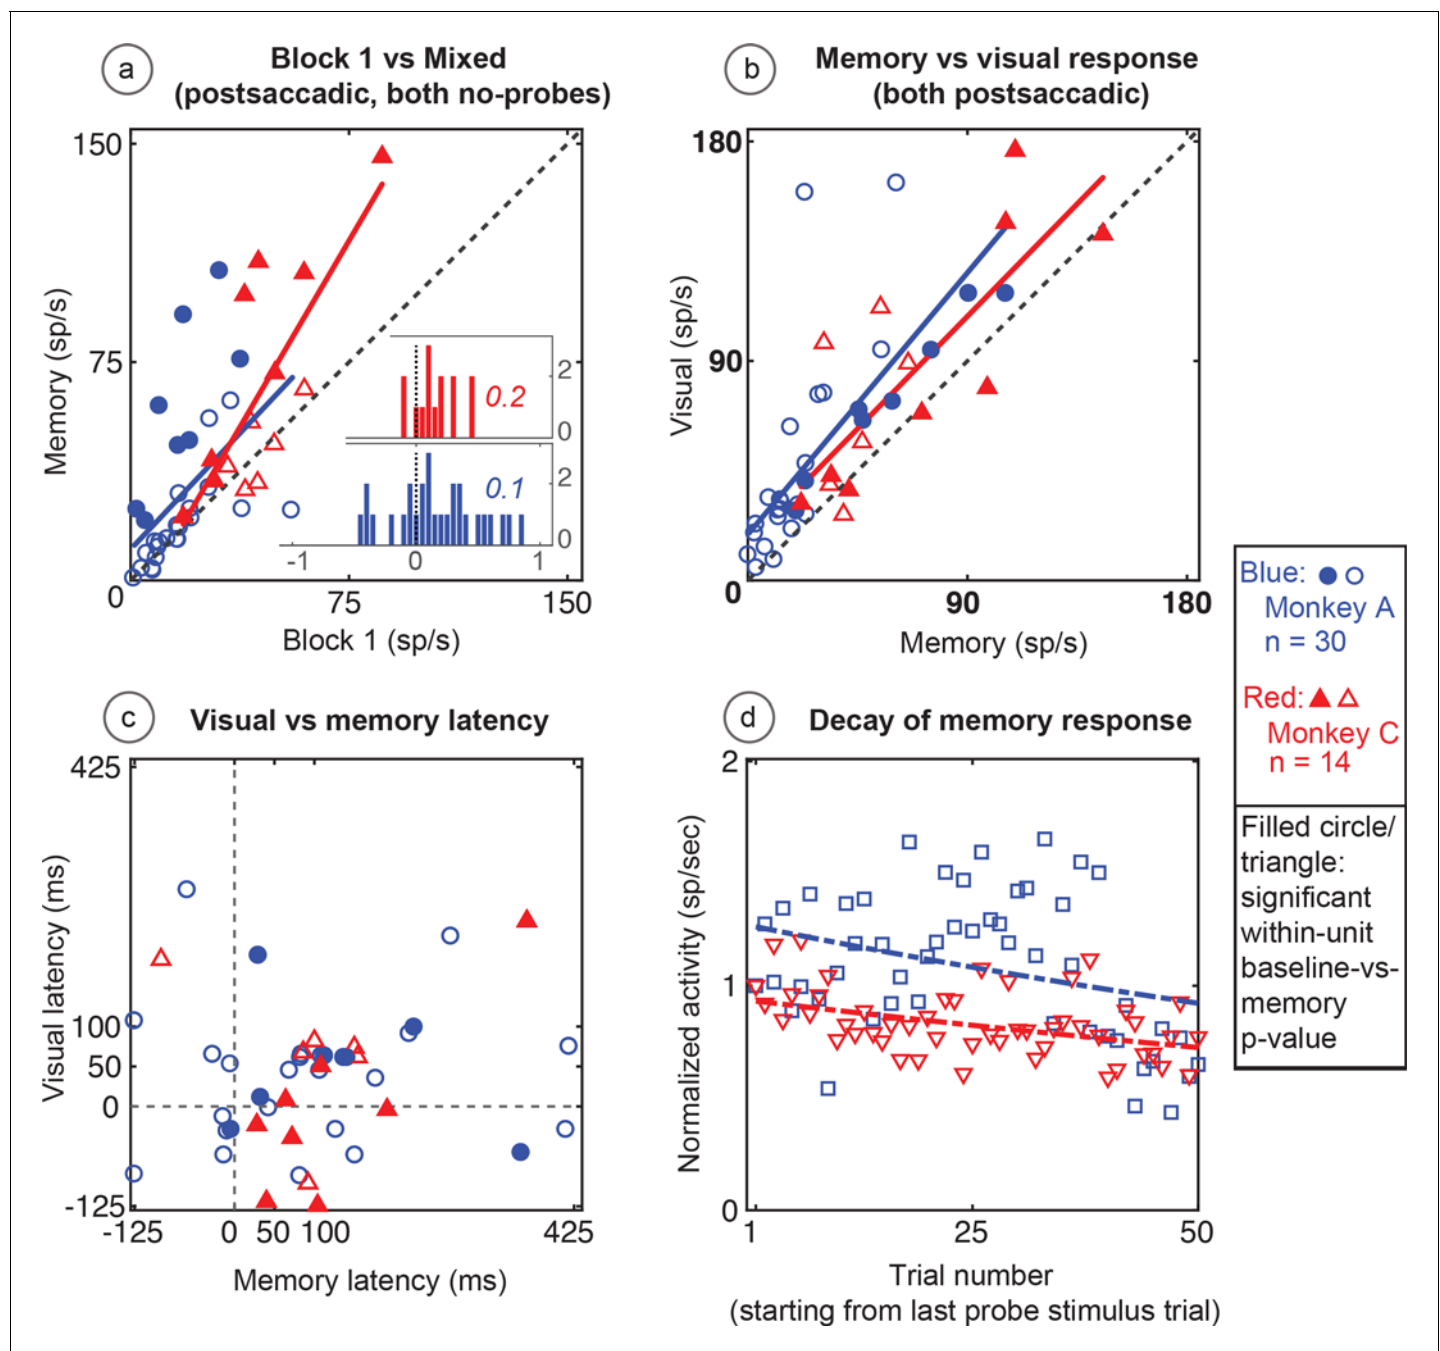 a
Block 1 vs Mixed
(postsaccadic, both no-probes)
150
75
0
75
150
Memory (sp/s)
Block 1 (sp/s)
0.2
2
0
0.1
2
0
-1
0
1
b
Memory vs visual response
(both postsaccadic)
180
90
0
90
180
Visual (sp/s)
Memory (sp/s)
Blue:
Monkey A
n = 30
Red:
Monkey C
n = 14
Filled circle/
triangle:
significant
within-unit
baseline-vs-
memory
p-value
c
Visual vs memory latency
425
100
50
0
-125
-125
0
50
100
425
Visual latency (ms)
Memory latency (ms)
d
Decay of memory response
2
1
0
1
25
50
Normalized activity (sp/sec)
Trial number
(starting from last probe stimulus trial)